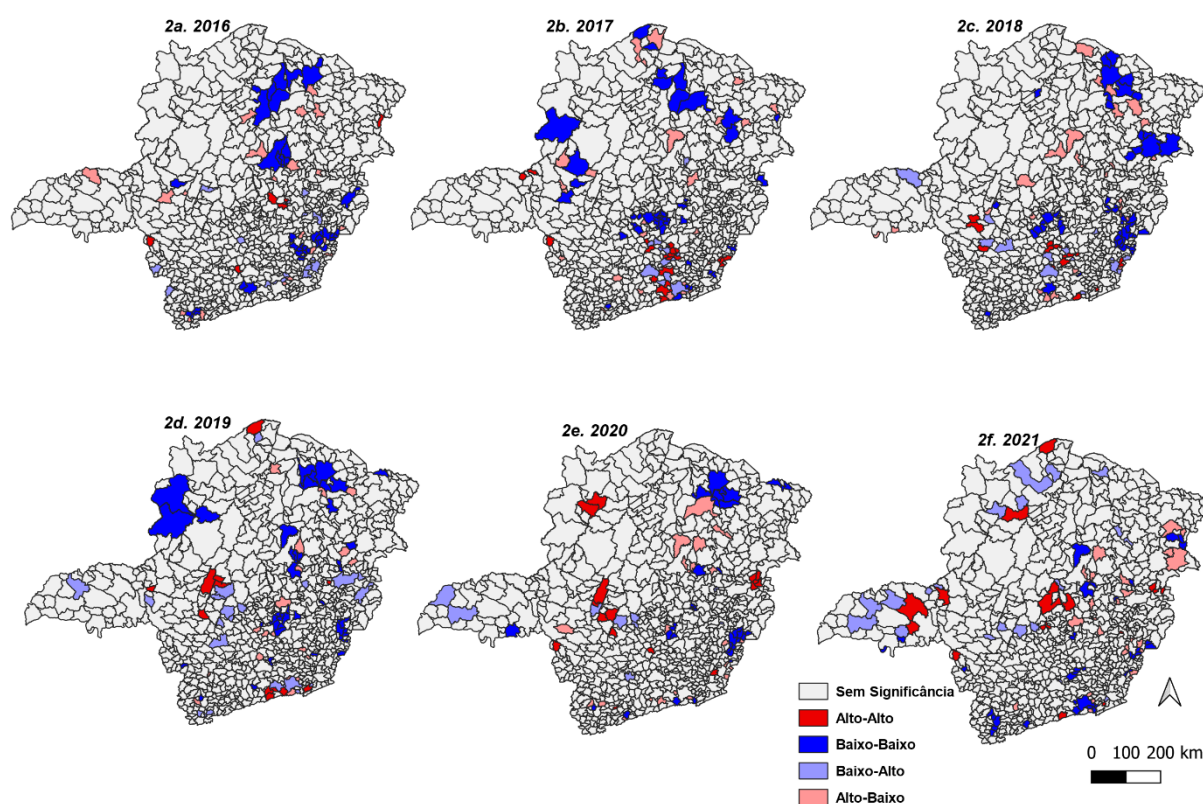 2a. 2016
2b. 2017
2c. 2018
2d. 2019
2e. 2020
2f. 2021
Sem Significância
Alto-Alto
Baixo-Baixo
Baixo-Alto
Alto-Baixo
0 100 200 km